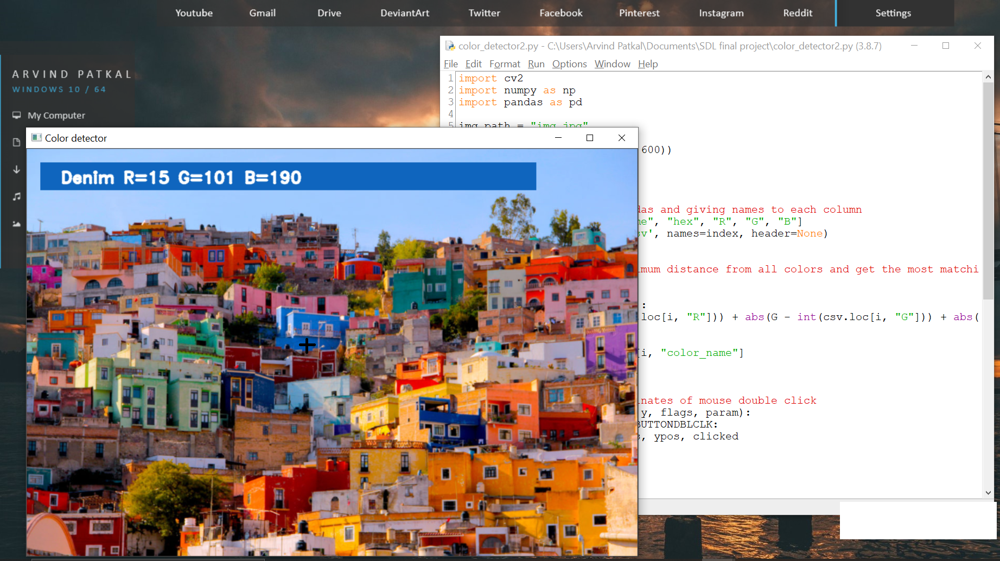 Youtube Gmail Drive DeviantArt Twitter Facebook Pinterest Instagram Reddit Settings
ARVIND PATKAL
WINDOWS 10 / 64
My Computer
color_detector2.py - C:\Users\Arvind Patkal\Documents\SDL final project\color_detector2.py (3.8.7)
File Edit Format Run Options Window Help
1 import cv2
2 import numpy as np
3 import pandas as pd
4
5 img_path = "img.jpg"
600))
das and giving names to each column
me", "hex", "R", "G", "B"]
sv', names=index, header=None)
imum distance from all colors and get the most matchi
:
.loc[i, "R"])) + abs(G - int(csv.loc[i, "G"])) + abs(
[i, "color_name"]
inates of mouse double click
y, flags, param):
BUTTONDBLCLK:
s, ypos, clicked
Color detector
Denim R=15 G=101 B=190